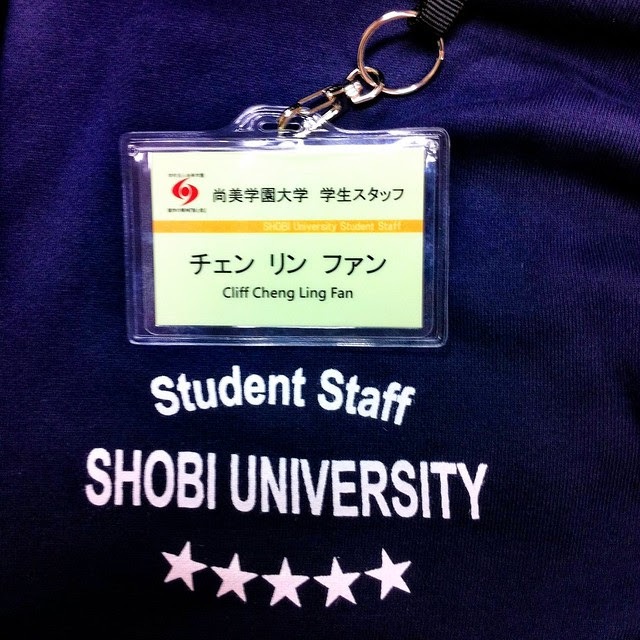 尚美学園大学 学生スタッフ
SHOBI University Student Staff
チェン リン ファン
Cliff Cheng Ling Fan
Student Staff
SHOBI UNIVERSITY